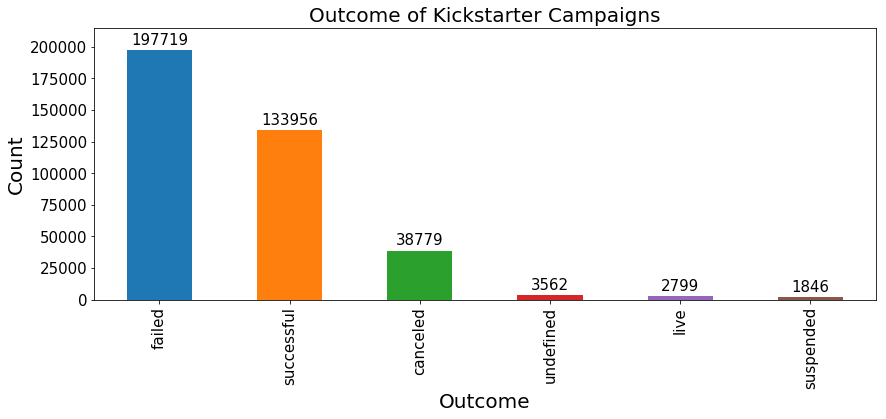 Outcome of Kickstarter Campaigns
Count
200000
175000
150000
125000
100000
75000
50000
25000
0
197719
133956
38779
3562
2799
1846
failed
successful
canceled
undefined
live
suspended
Outcome